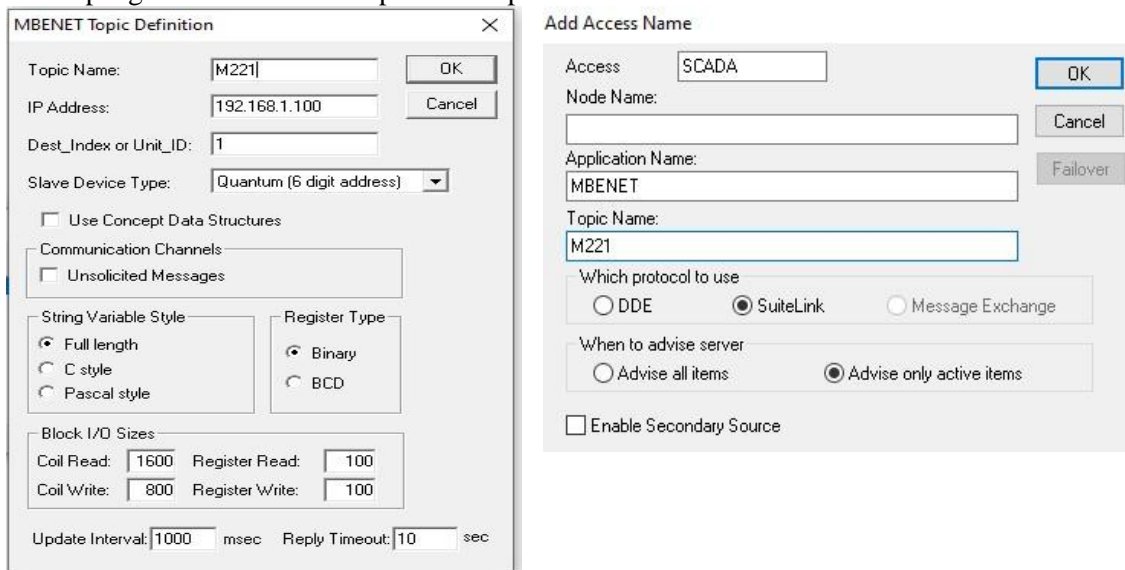 MBENET Topic Definition
Topic Name: M221
OK
IP Address: 192.168.1.100
Cancel
Dest_Index or Unit_ID: 1
Slave Device Type: Quantum (6 digit address)
Use Concept Data Structures
Communication Channels
Unsolicited Messages
String Variable Style
Full length
C style
Pascal style
Register Type
Binary
BCD
Block I/O Sizes
Coil Read: 1600 Register Read: 100
Coil Write: 800 Register Write: 100
Update Interval: 1000 msec Reply Timeout: 10 sec
Add Access Name
Access SCADA
OK
Node Name:
Cancel
Application Name:
Failover
MBENET
Topic Name:
M221
Which protocol to use
DDE SuiteLink Message Exchange
When to advise server
Advise all items Advise only active items
Enable Secondary Source